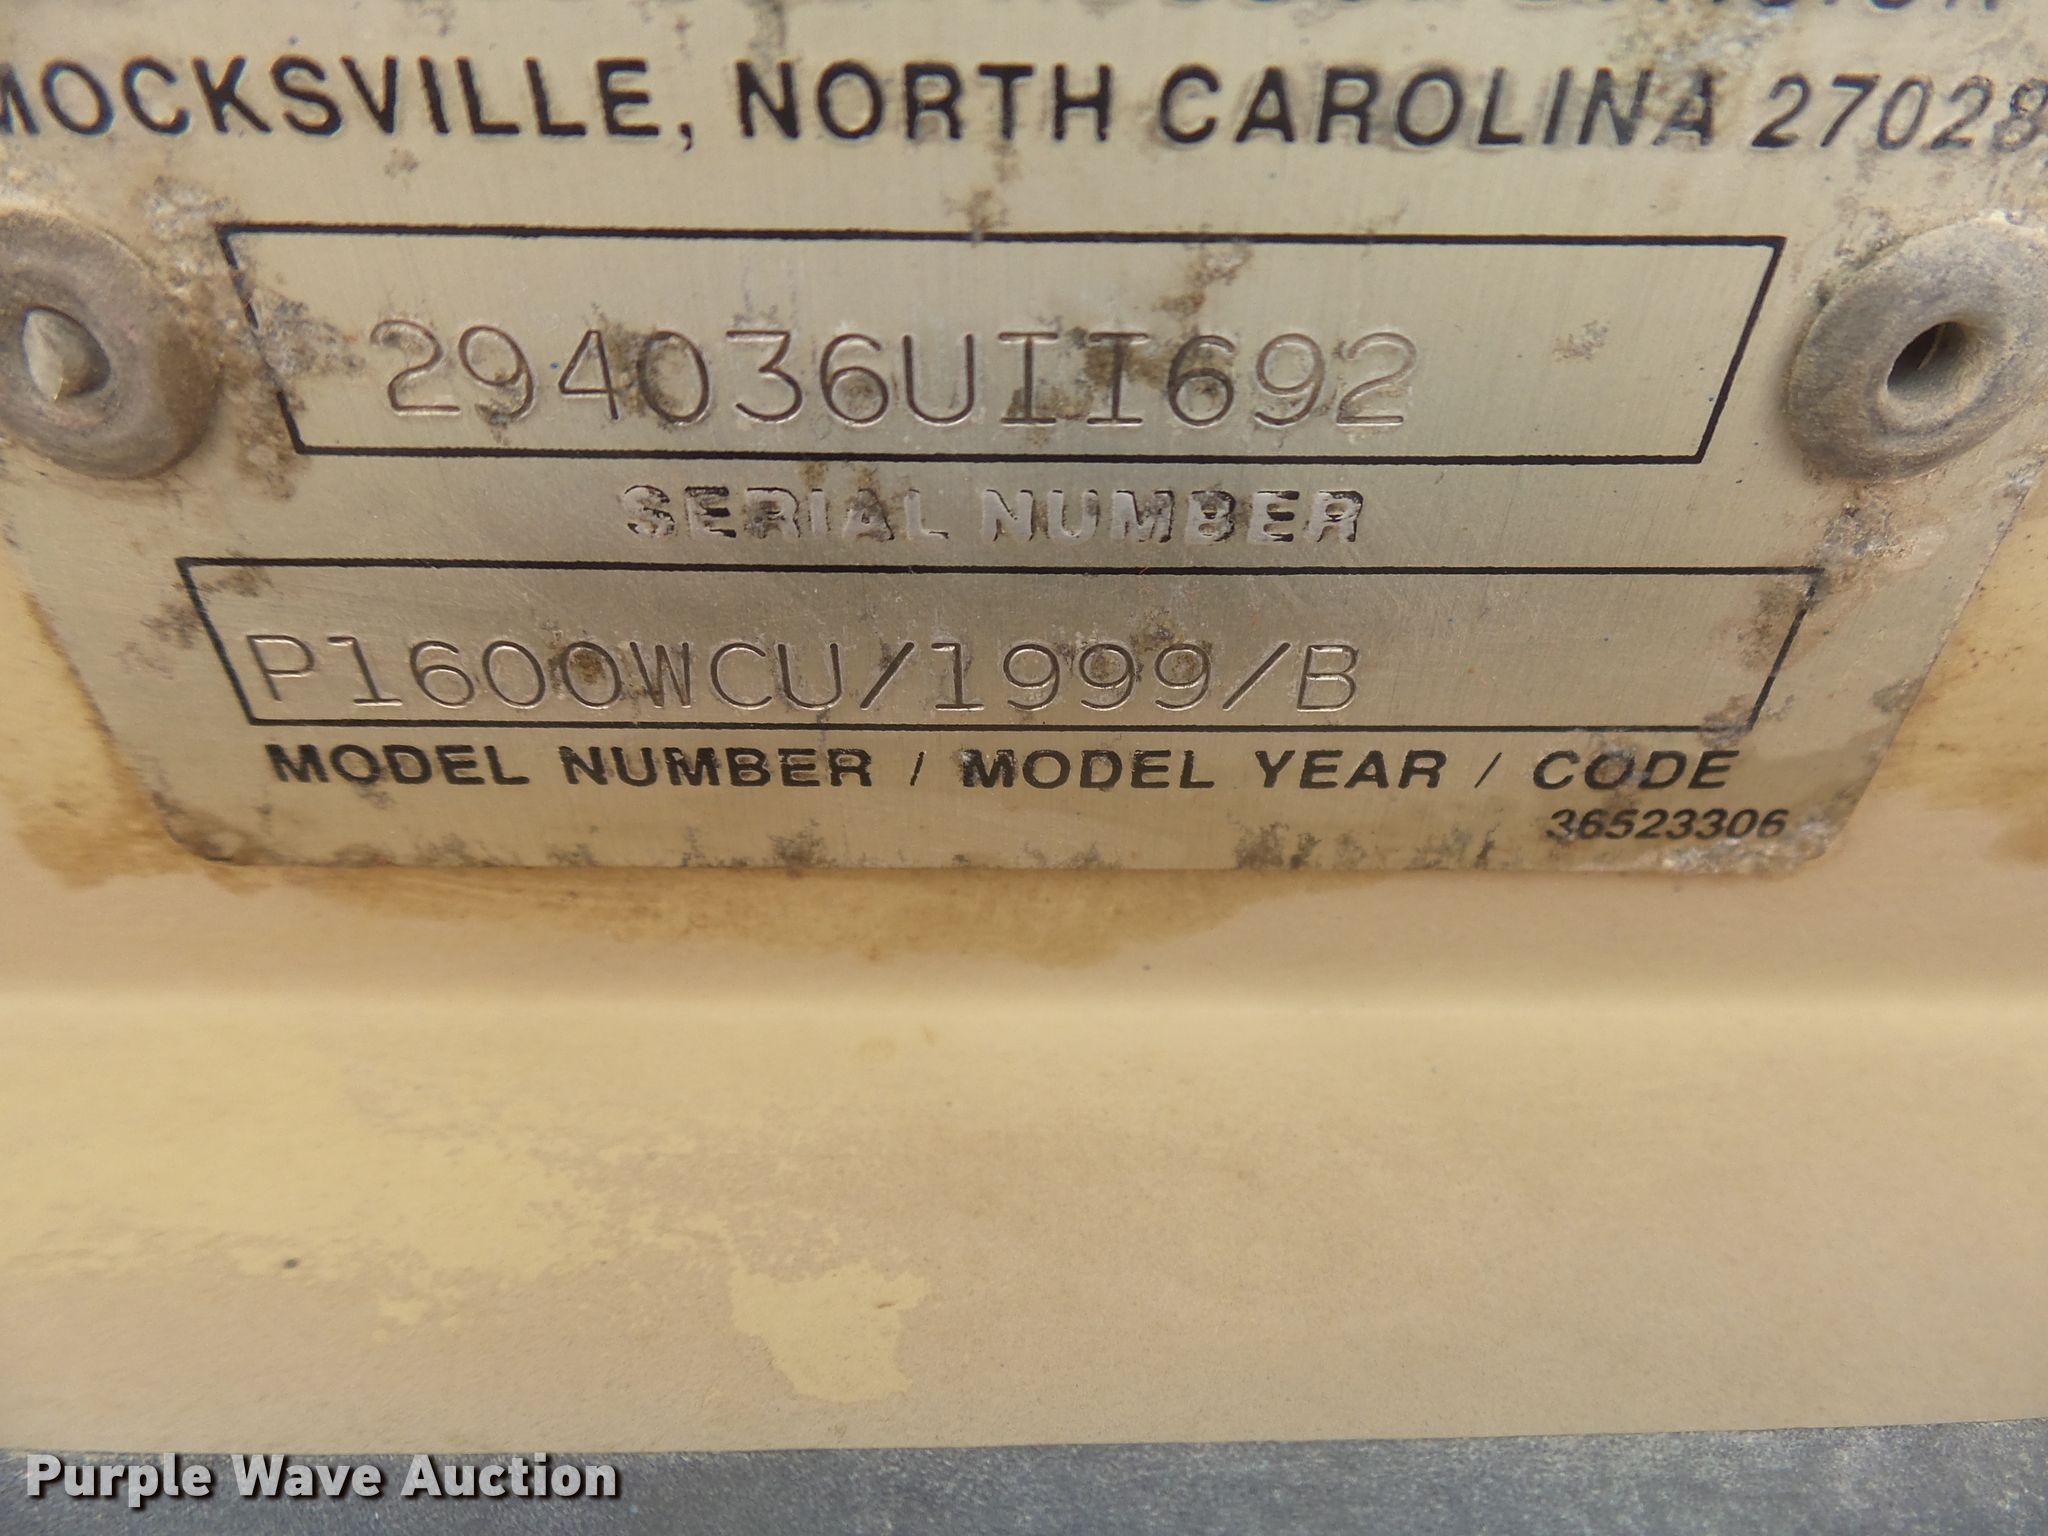 MOCKSVILLE, NORTH CAROLINA 27028
294036UII692
SERIAL NUMBER
P1600WCU/1999/B
MODEL NUMBER / MODEL YEAR / CODE
36523306
Purple Wave Auction